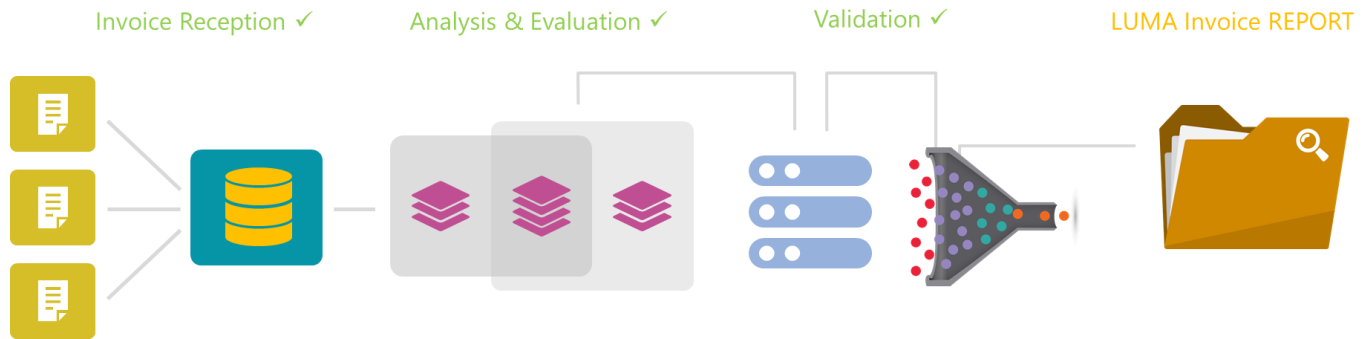 Invoice Reception ✓
Analysis & Evaluation ✓
Validation ✓
LUMA Invoice REPORT